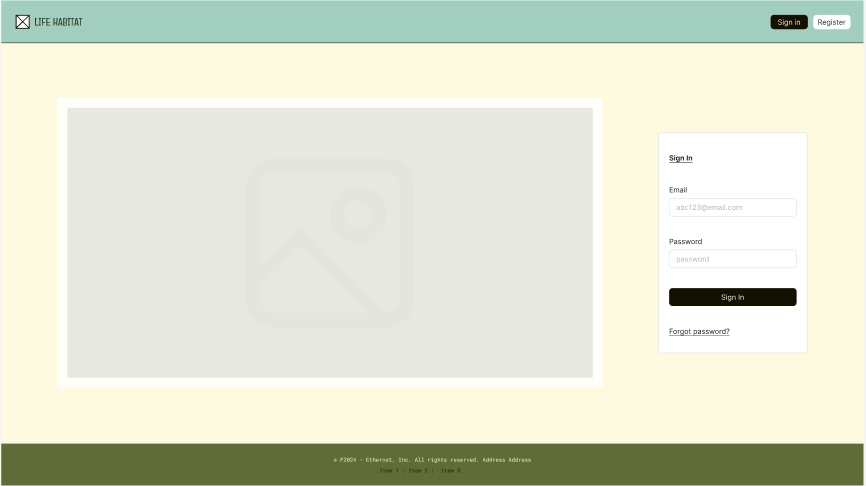 LIFE HABITAT
Sign in
Register
Sign In
Email
abc123@email.com
Password
password
Sign In
Forgot password?
© P2024 - Ethernet, Inc. All rights reserved. Address Address
Item 1 | Item 2 | Item 3